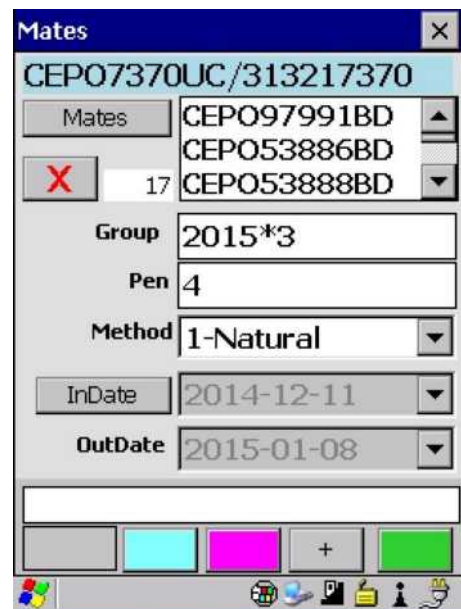 Mates
CEPO7370UC/313217370
Mates
CEPO97991BD
CEPO53886BD
X
17
CEPO53888BD
Group
2015*3
Pen
4
Method
1-Natural
InDate
2014-12-11
OutDate
2015-01-08
+